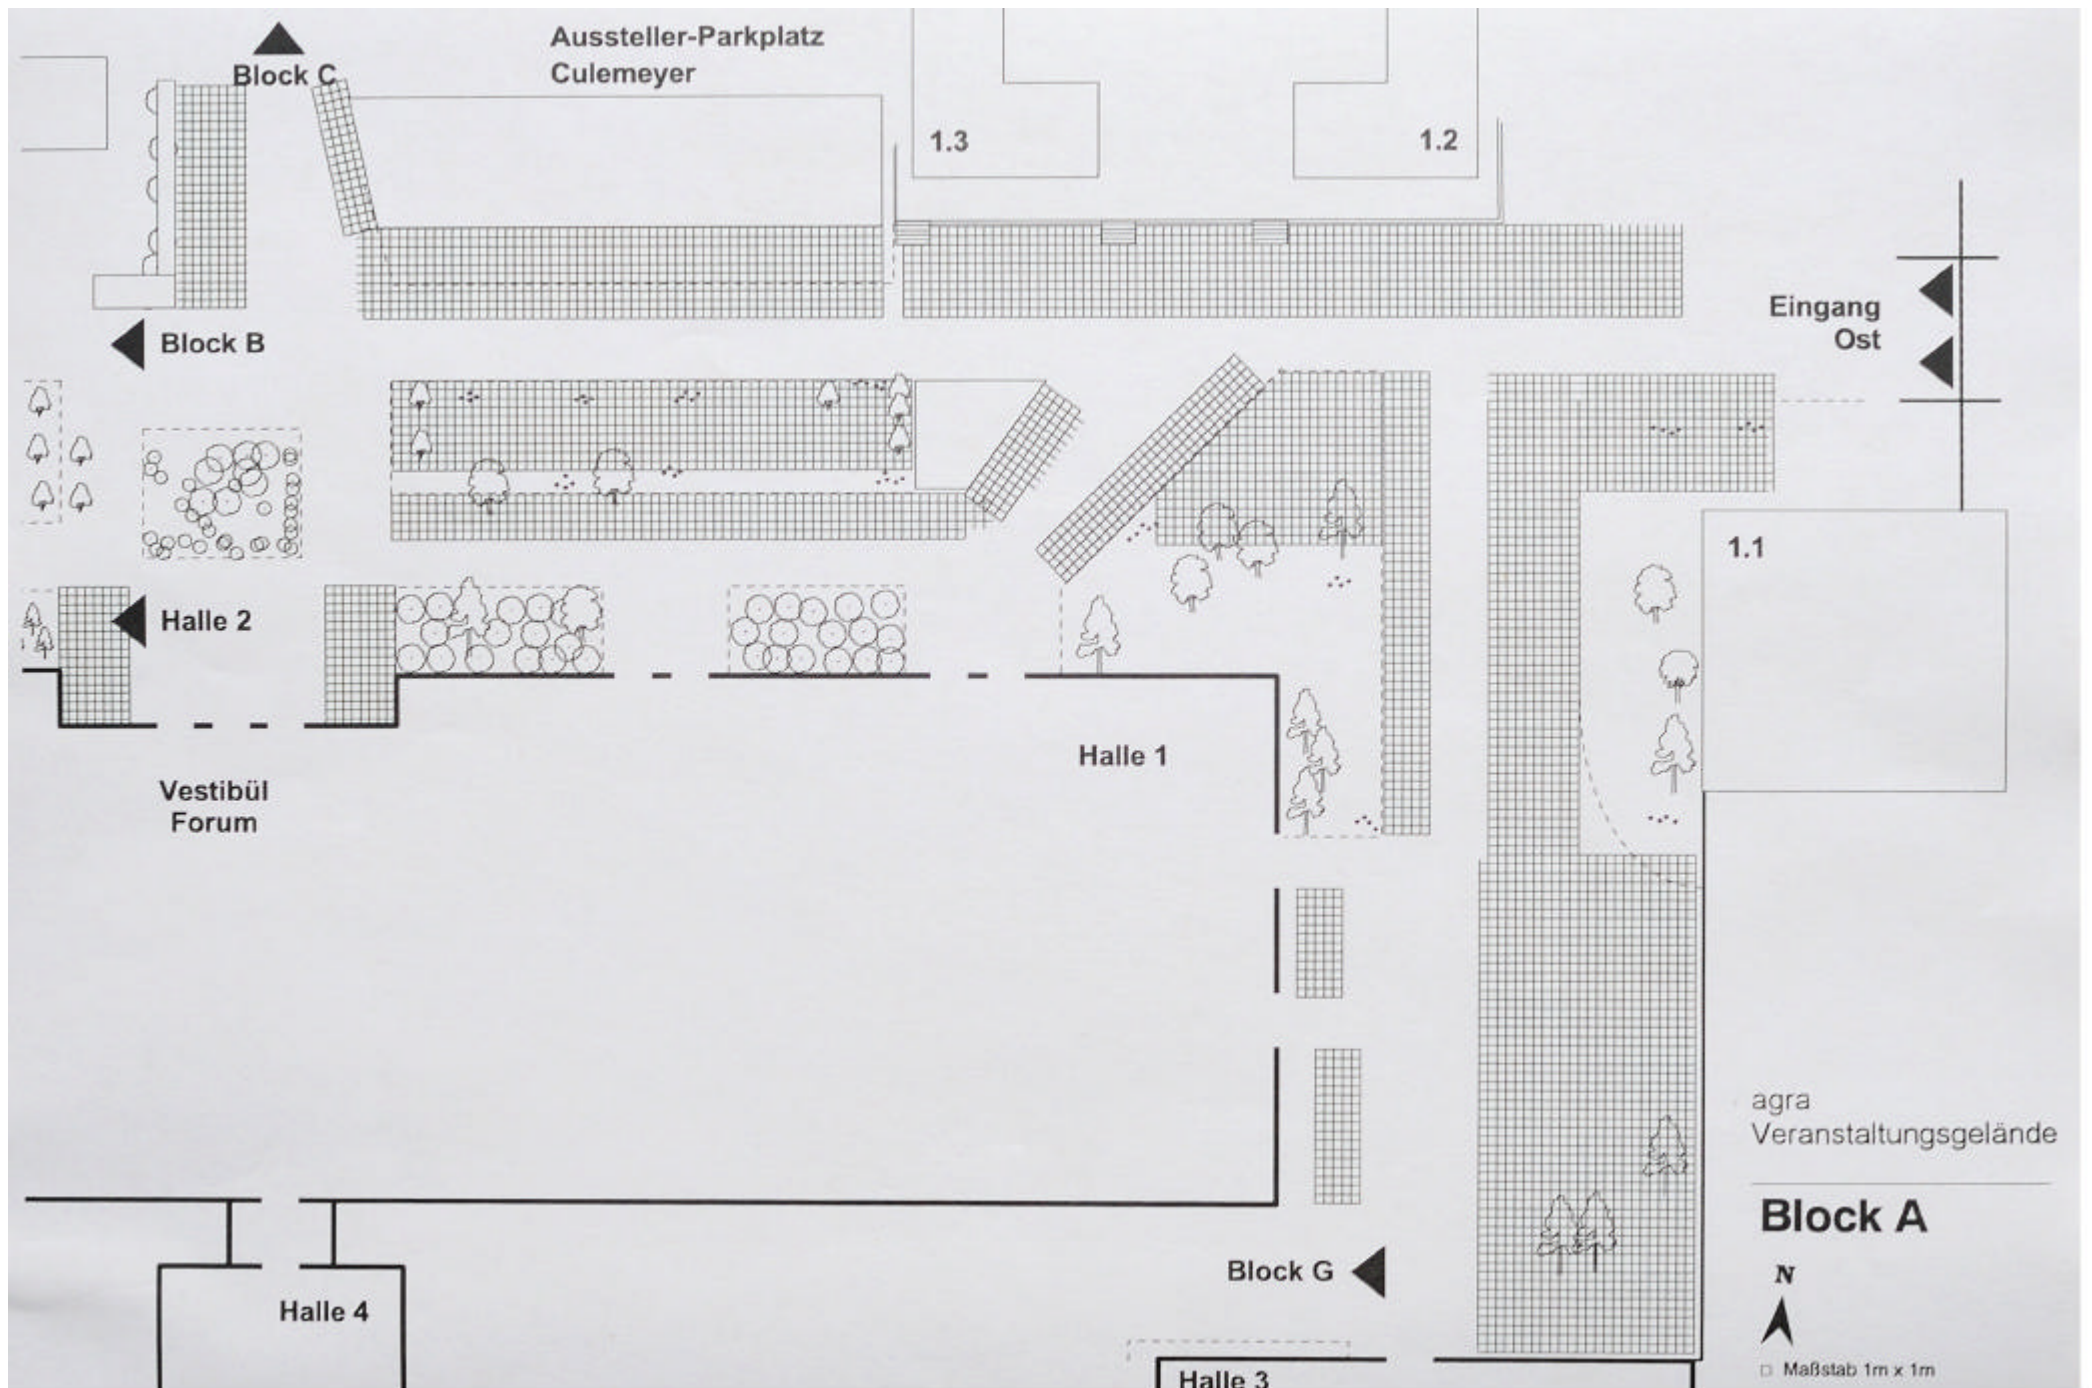 Aussteller-Parkplatz
Culemeyer
Block C
1.3
1.2
Eingang
Ost
Block B
1.1
Halle 2
Halle 1
Vestibül
Forum
agra
Veranstaltungsgelände
Block A
Block G
N
Halle 4
Maßstab 1m x 1m
Halle 3